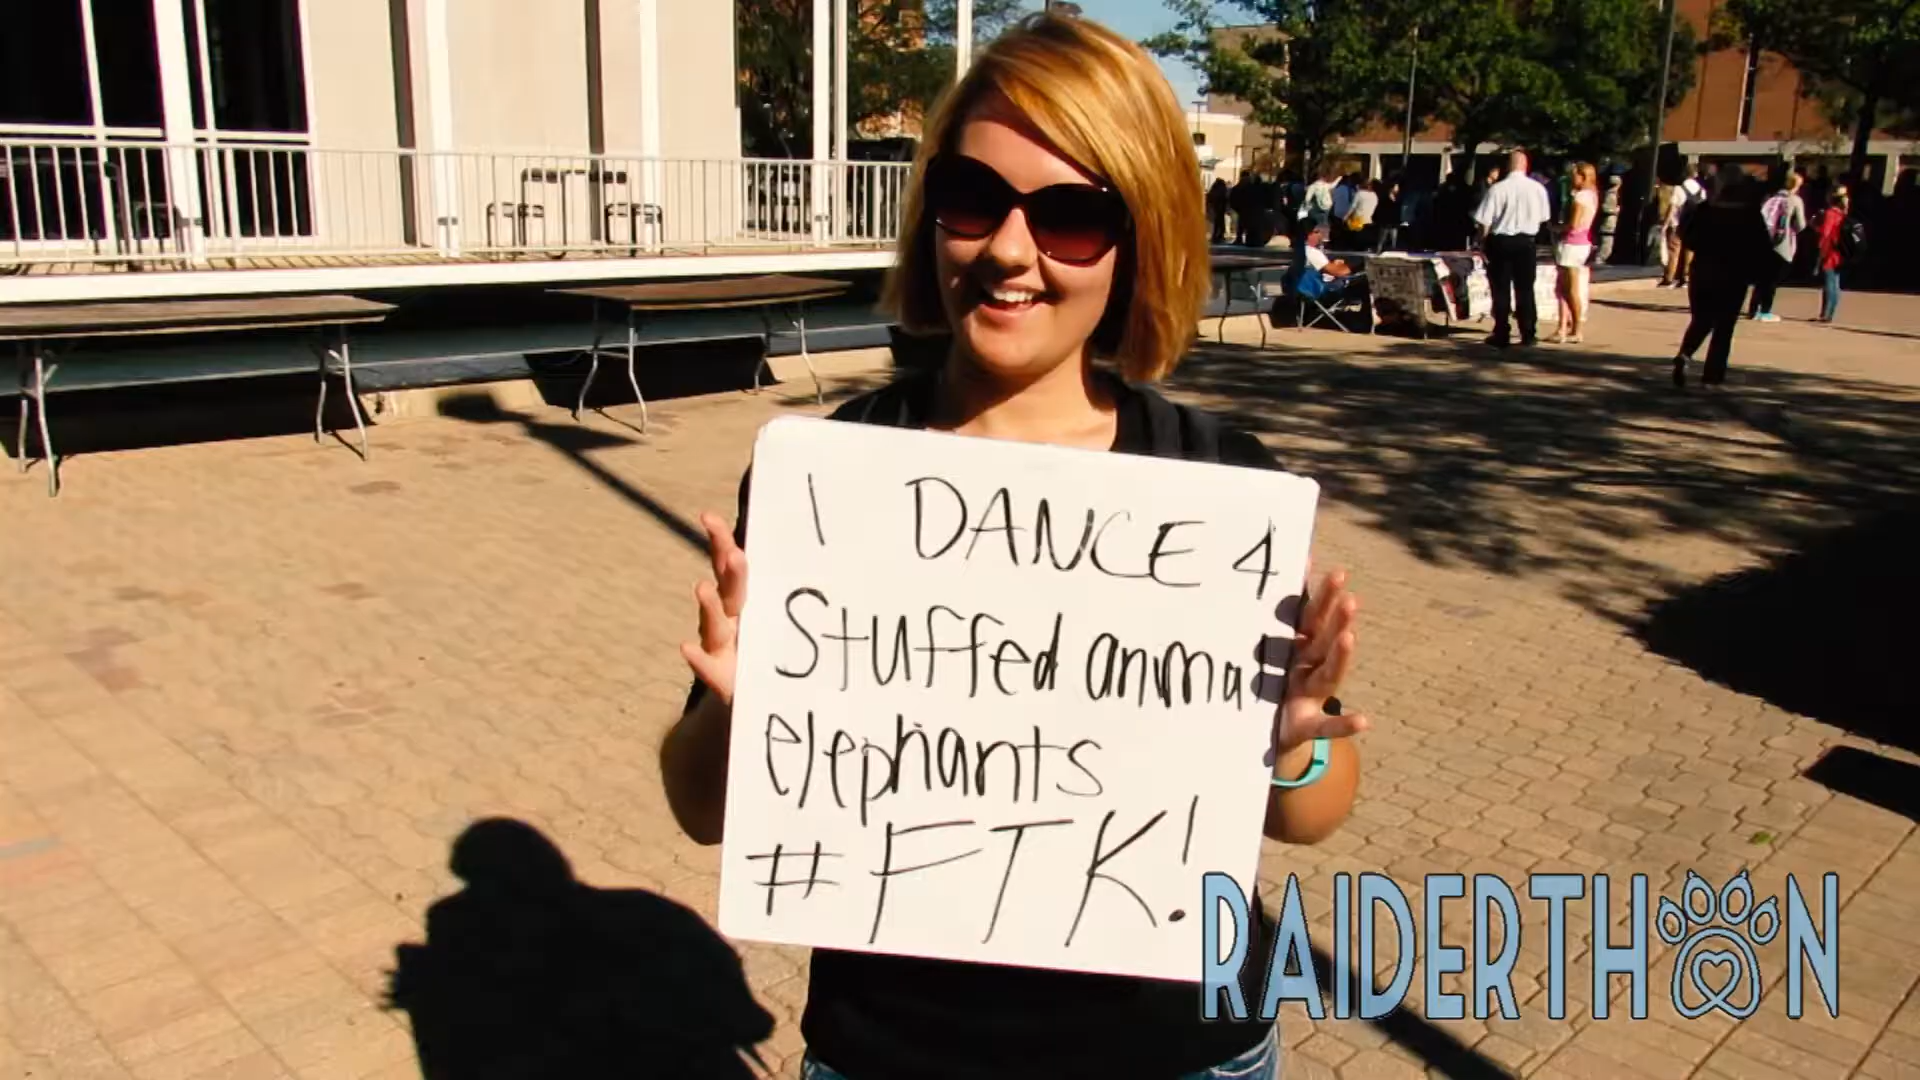 I DANCE 4
Stuffed animal
elephants
#FTK!
RAIDERTHON